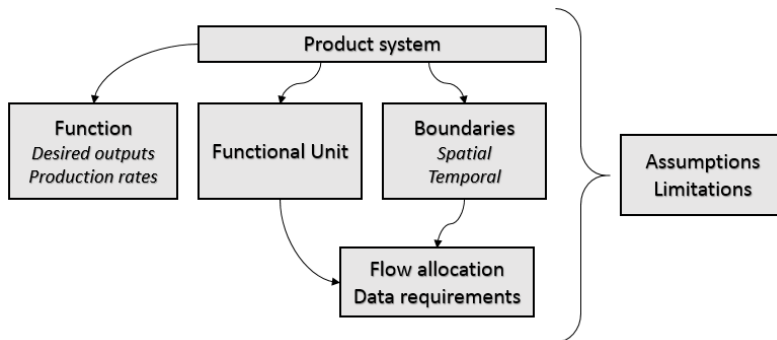 Product system
Function
Desired outputs
Production rates
Functional Unit
Boundaries
Spatial
Temporal
Flow allocation
Data requirements
Assumptions
Limitations